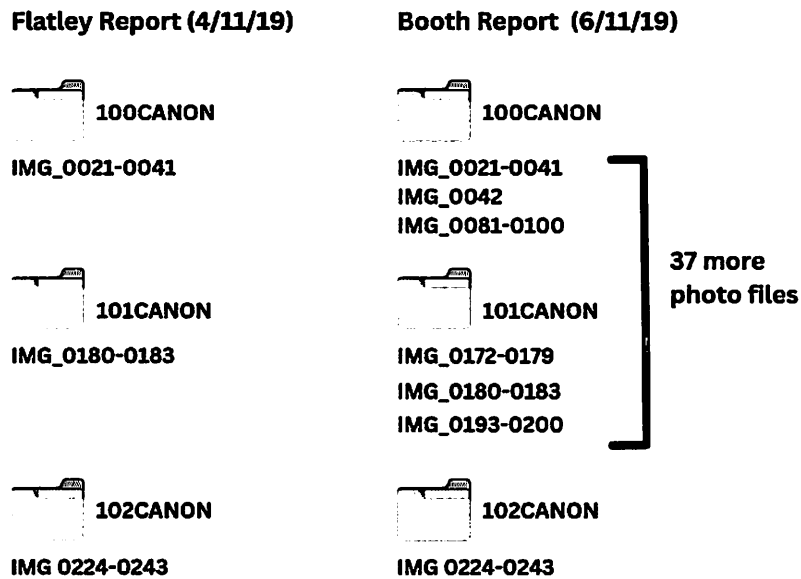 Flatley Report (4/11/19)
100CANON
IMG_0021-0041
101CANON
IMG_0180-0183
102CANON
IMG 0224-0243
Booth Report (6/11/19)
100CANON
IMG_0021-0041
IMG_0042
IMG_0081-0100
101CANON
IMG_0172-0179
IMG_0180-0183
IMG_0193-0200
102CANON
IMG 0224-0243
37 more
photo files